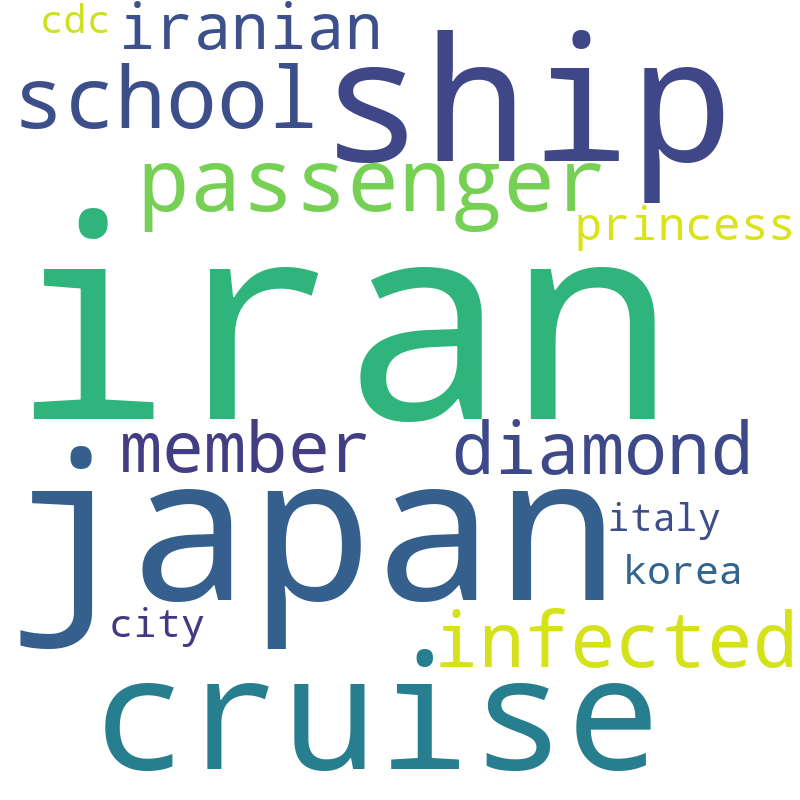 cdc iranian
school ship
passenger
princess
iran
member diamond
japan italy
korea
city infected
cruise